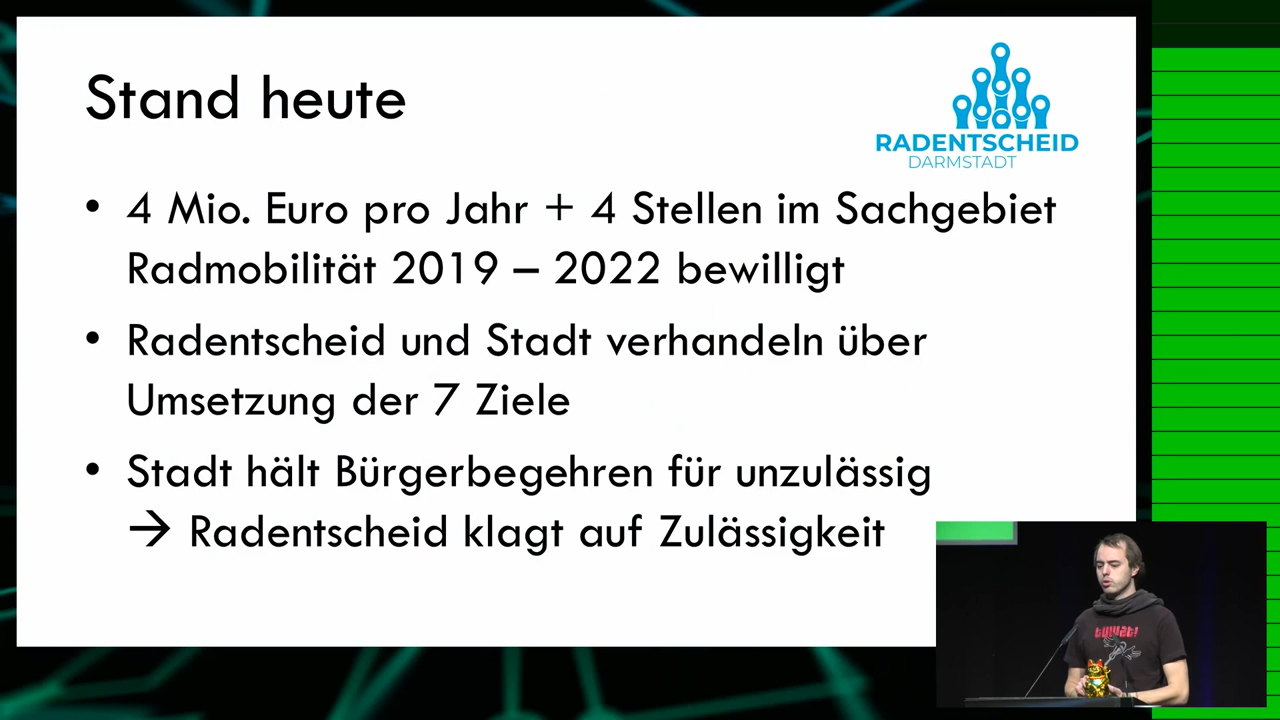 Stand heute
RADENTSCHEID
DARMSTADT
• 4 Mio. Euro pro Jahr + 4 Stellen im Sachgebiet
Radmobilität 2019 – 2022 bewilligt
• Radentscheid und Stadt verhandeln über
Umsetzung der 7 Ziele
• Stadt hält Bürgerbegehren für unzulässig
→ Radentscheid klagt auf Zulässigkeit
tuwat!